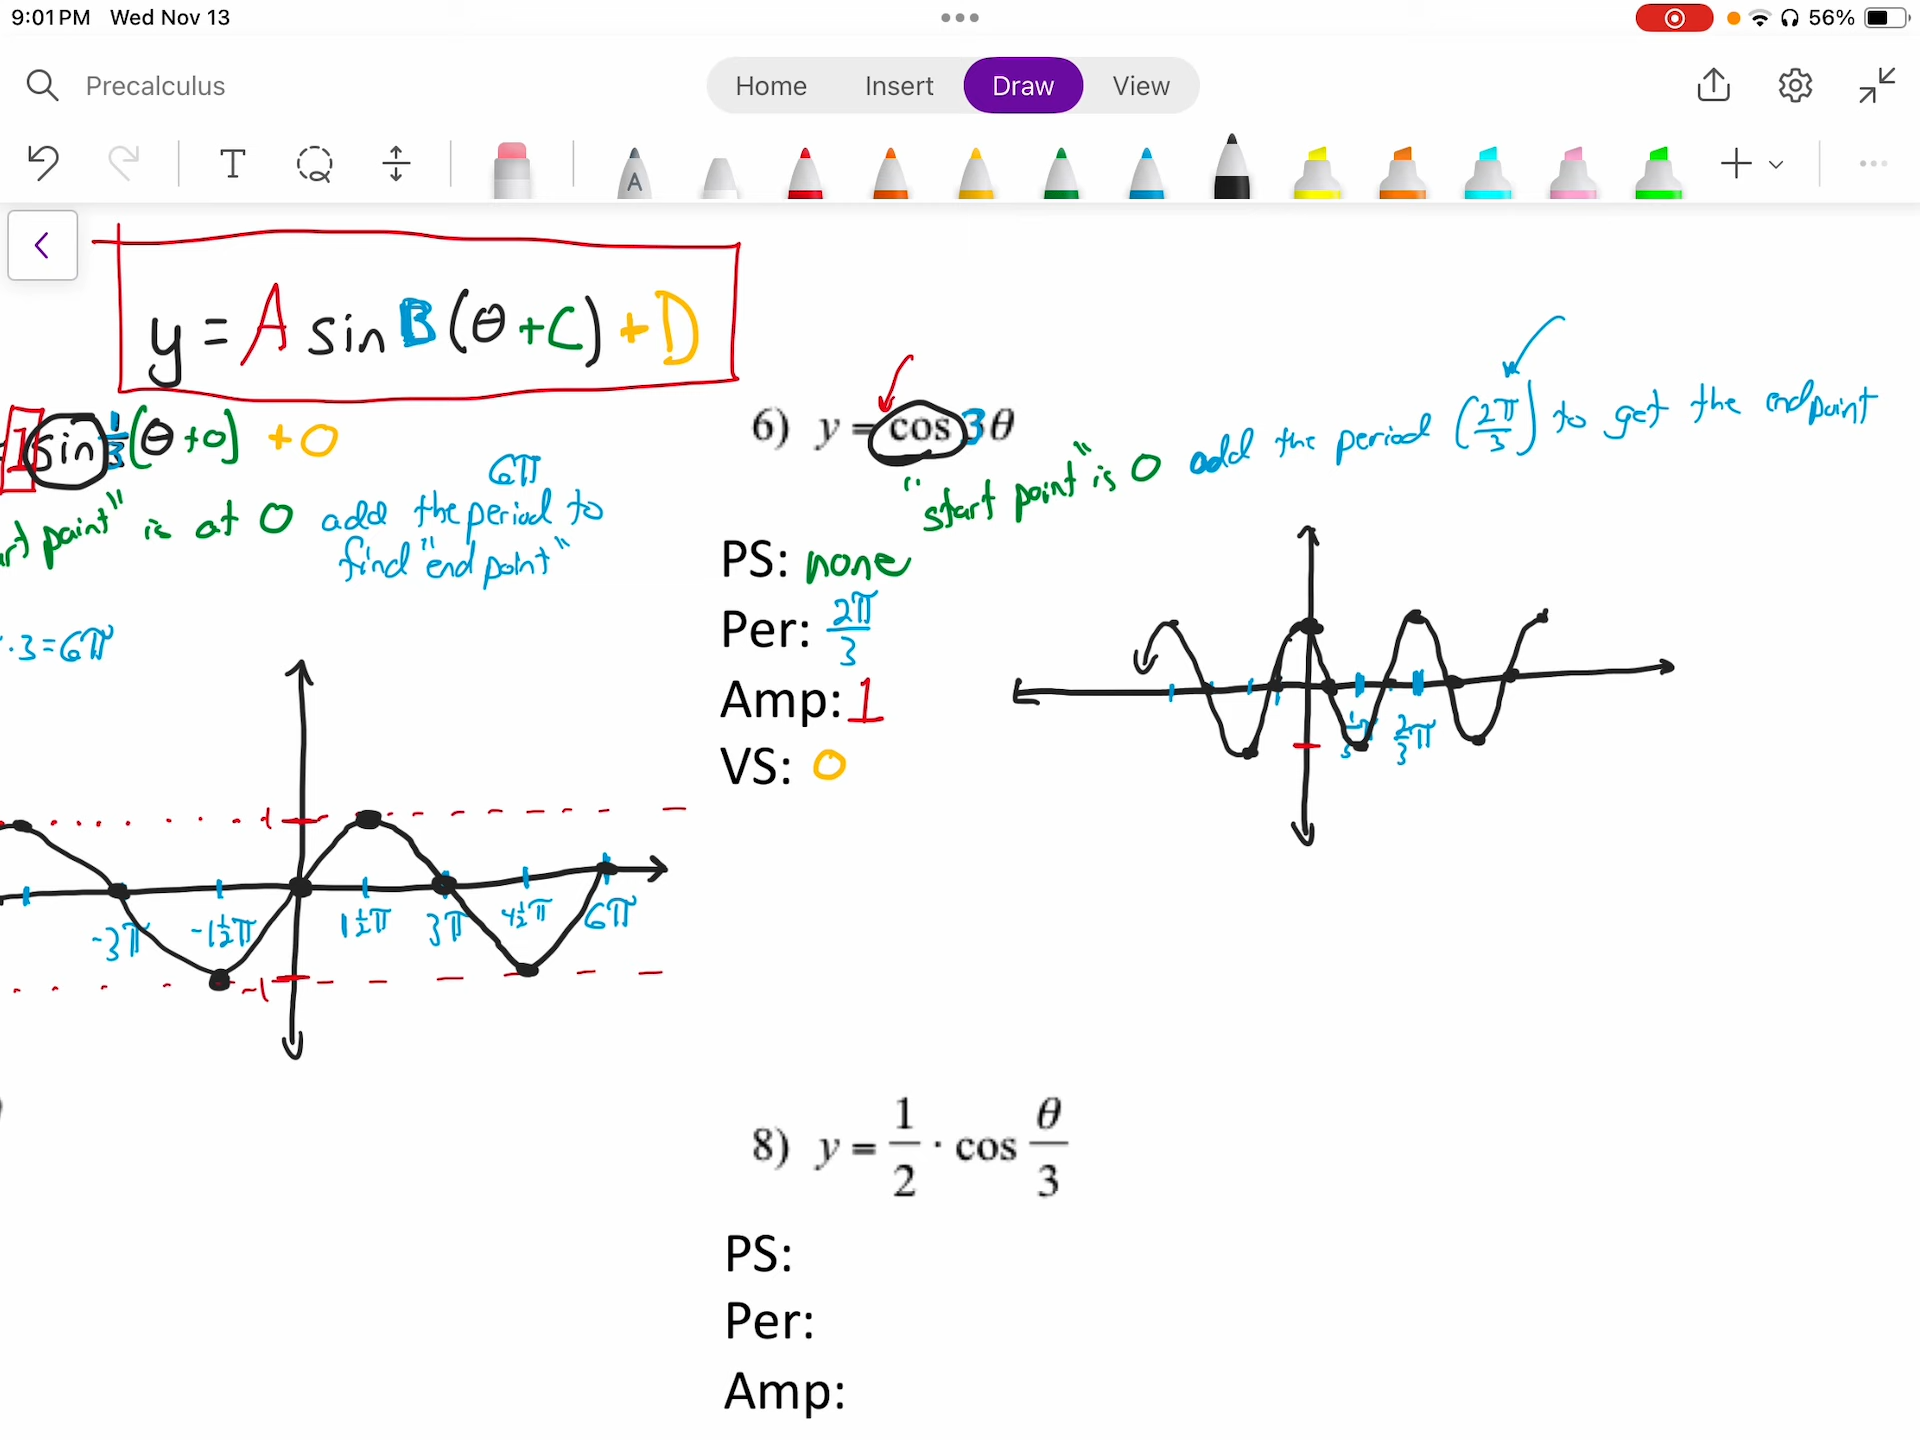 9:01 PM Wed Nov 13
56%
Precalculus
Home Insert Draw View
T
A
y = A sin B (θ + C) + D
1 sin 1/3 [θ + 0] + 0
point" is at 0 add the period to
6π
find "end point"
· 3 = 6π
1
-3π -1½π 1½π 3π 4½π 6π
-1
6) y = cos 3θ
"start point" is 0 add the period (2π/3) to get the endpoint
PS: none
Per: 2π/3
Amp: 1
VS: 0
2/3 π
8) y = 1/2 · cos θ/3
PS:
Per:
Amp: